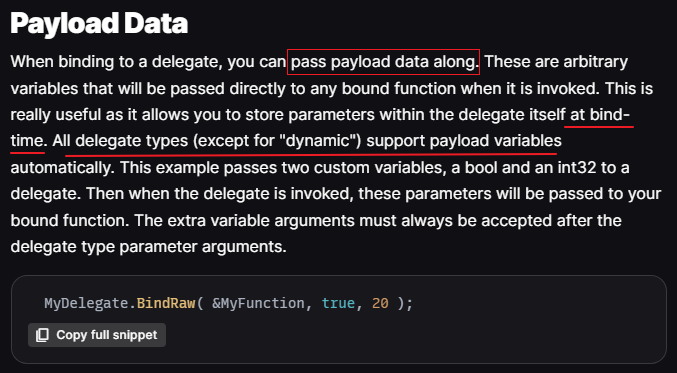 Payload Data
When binding to a delegate, you can pass payload data along. These are arbitrary
variables that will be passed directly to any bound function when it is invoked. This is
really useful as it allows you to store parameters within the delegate itself at bind-
time. All delegate types (except for "dynamic") support payload variables
automatically. This example passes two custom variables, a bool and an int32 to a
delegate. Then when the delegate is invoked, these parameters will be passed to your
bound function. The extra variable arguments must always be accepted after the
delegate type parameter arguments.
MyDelegate.BindRaw( &MyFunction, true, 20 );
Copy full snippet